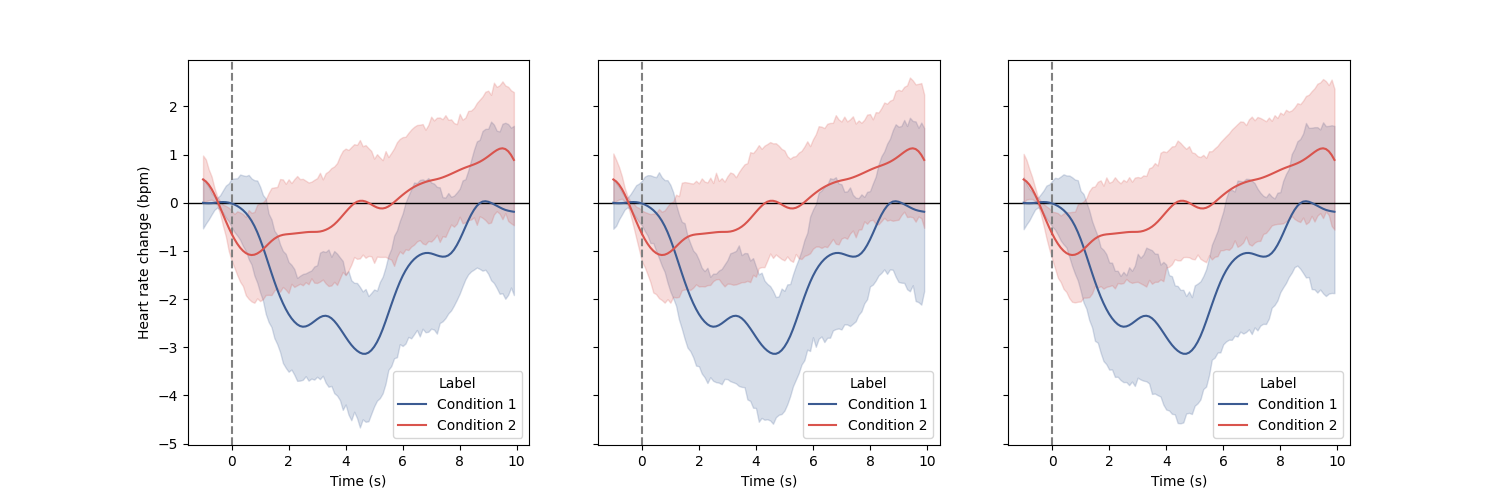 Heart rate change (bpm)
2
1
0
−1
−2
−3
−4
−5
Label
Condition 1
Condition 2
0 2 4 6 8 10
Time (s)
Label
Condition 1
Condition 2
0 2 4 6 8 10
Time (s)
Label
Condition 1
Condition 2
0 2 4 6 8 10
Time (s)